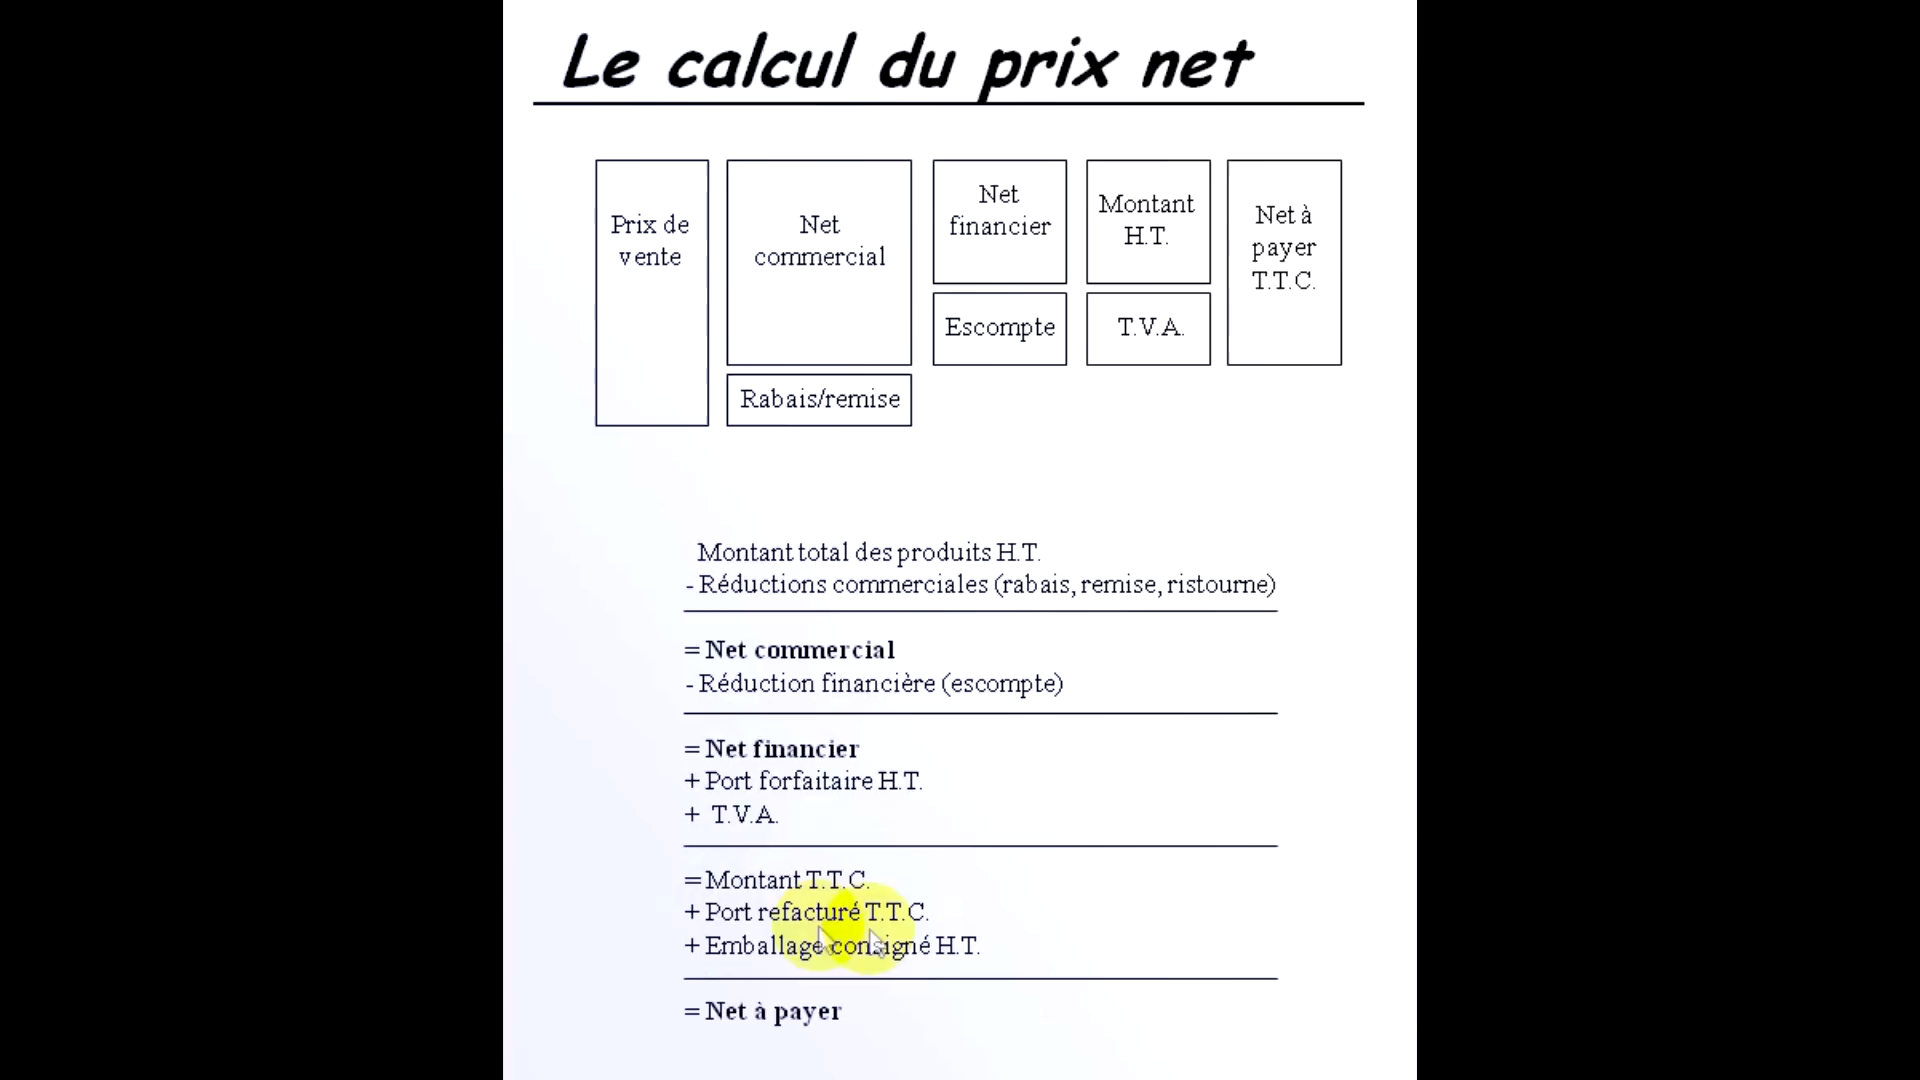 Le calcul du prix net
Prix de
vente
Net
commercial
Rabais/remise
Net
financier
Escompte
Montant
H.T.
T.V.A.
Net à
payer
T.T.C.
Montant total des produits H.T.
- Réductions commerciales (rabais, remise, ristourne)
= Net commercial
- Réduction financière (escompte)
= Net financier
+ Port forfaitaire H.T.
+ T.V.A.
= Montant T.T.C.
+ Port refacturé T.T.C.
+ Emballage consigné H.T.
= Net à payer